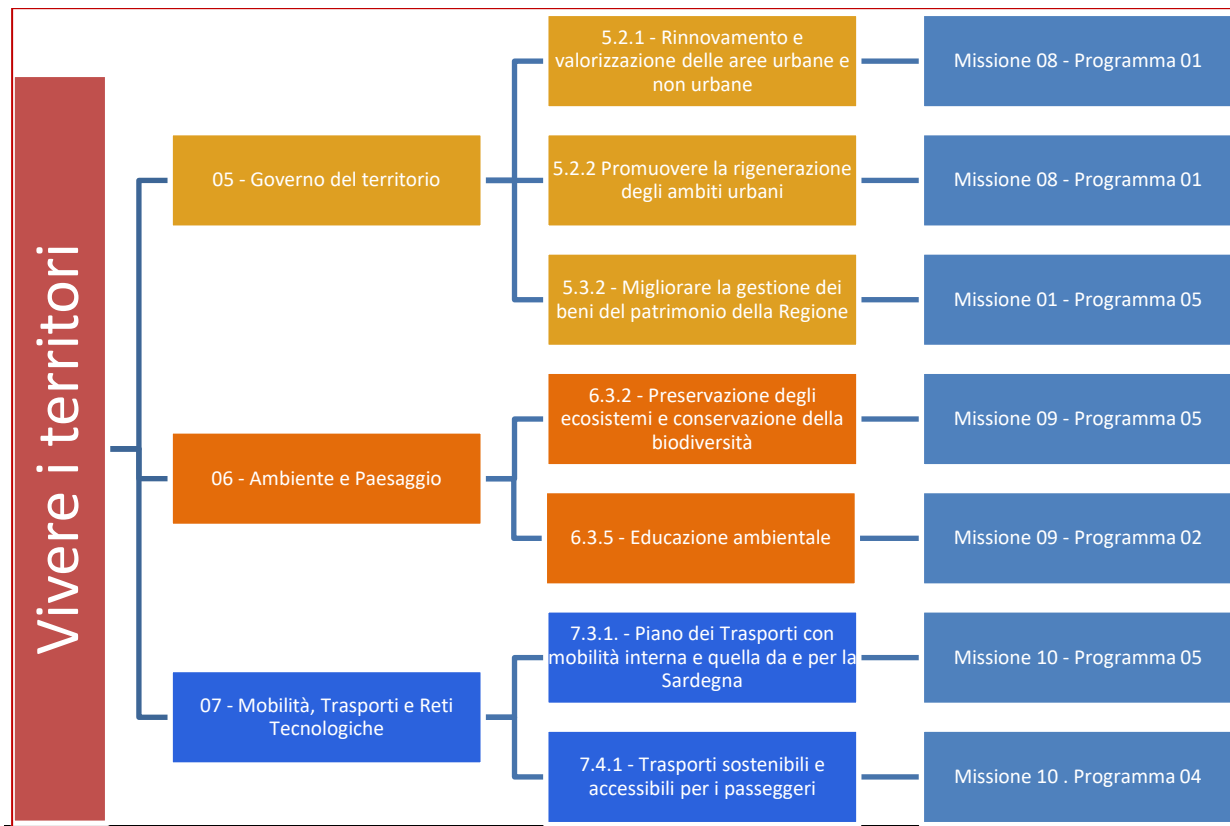 Vivere i territori
05 - Governo del territorio
5.2.1 - Rinnovamento e
valorizzazione delle aree urbane e
non urbane
Missione 08 - Programma 01
5.2.2 Promuovere la rigenerazione
degli ambiti urbani
Missione 08 - Programma 01
5.3.2 - Migliorare la gestione dei
beni del patrimonio della Regione
Missione 01 - Programma 05
06 - Ambiente e Paesaggio
6.3.2 - Preservazione degli
ecosistemi e conservazione della
biodiversità
Missione 09 - Programma 05
6.3.5 - Educazione ambientale
Missione 09 - Programma 02
07 - Mobilità, Trasporti e Reti
Tecnologiche
7.3.1. - Piano dei Trasporti con
mobilità interna e quella da e per la
Sardegna
Missione 10 - Programma 05
7.4.1 - Trasporti sostenibili e
accessibili per i passeggeri
Missione 10 . Programma 04